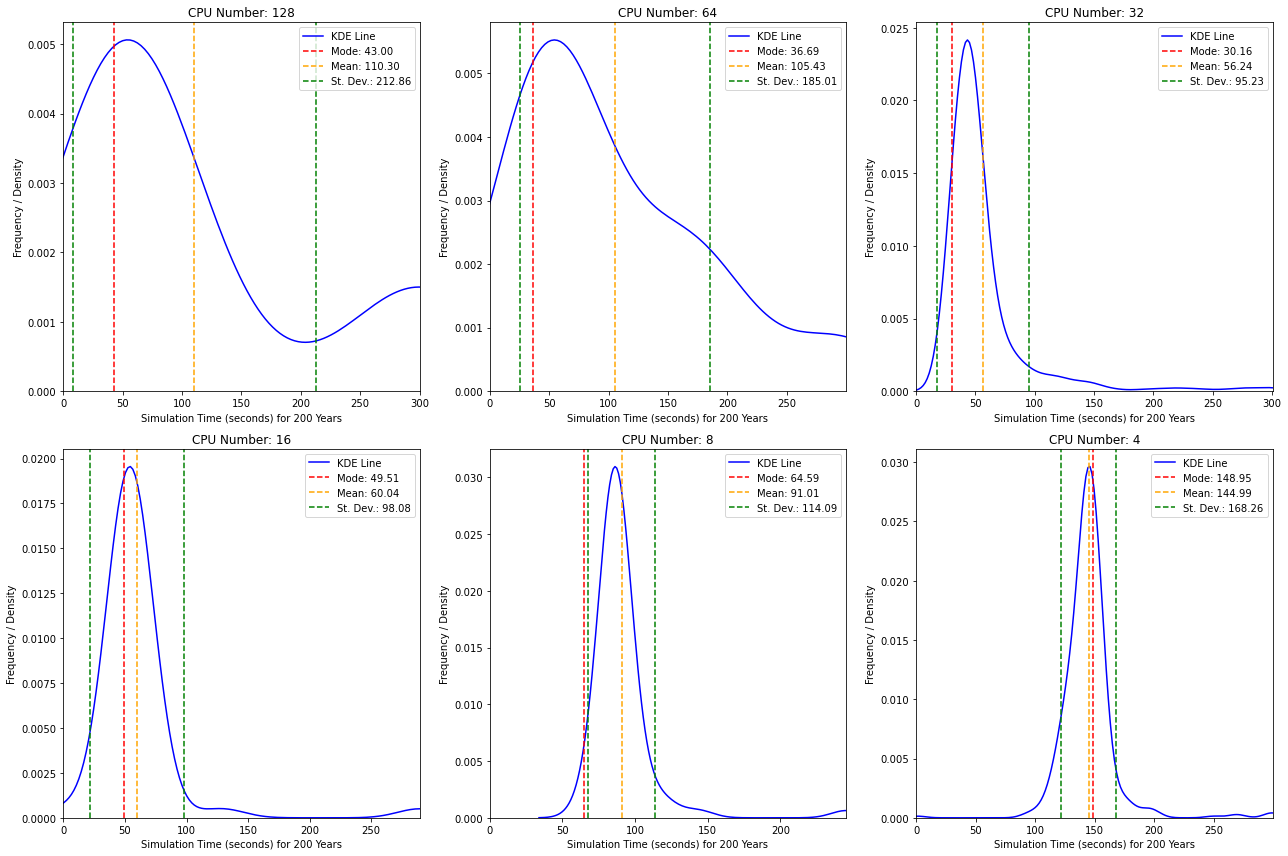 CPU Number: 128
KDE Line
Mode: 43.00
Mean: 110.30
St. Dev.: 212.86
0.005
0.004
0.003
0.002
0.001
0.000
Frequency / Density
0 50 100 150 200 250 300
Simulation Time (seconds) for 200 Years
CPU Number: 64
KDE Line
Mode: 36.69
Mean: 105.43
St. Dev.: 185.01
0.005
0.004
0.003
0.002
0.001
0.000
Frequency / Density
0 50 100 150 200 250
Simulation Time (seconds) for 200 Years
CPU Number: 32
KDE Line
Mode: 30.16
Mean: 56.24
St. Dev.: 95.23
0.025
0.020
0.015
0.010
0.005
0.000
Frequency / Density
0 50 100 150 200 250 300
Simulation Time (seconds) for 200 Years
CPU Number: 16
KDE Line
Mode: 49.51
Mean: 60.04
St. Dev.: 98.08
0.0200
0.0175
0.0150
0.0125
0.0100
0.0075
0.0050
0.0025
0.0000
Frequency / Density
0 50 100 150 200 250
Simulation Time (seconds) for 200 Years
CPU Number: 8
KDE Line
Mode: 64.59
Mean: 91.01
St. Dev.: 114.09
0.030
0.025
0.020
0.015
0.010
0.005
0.000
Frequency / Density
0 50 100 150 200
Simulation Time (seconds) for 200 Years
CPU Number: 4
KDE Line
Mode: 148.95
Mean: 144.99
St. Dev.: 168.26
0.030
0.025
0.020
0.015
0.010
0.005
0.000
Frequency / Density
0 50 100 150 200 250
Simulation Time (seconds) for 200 Years